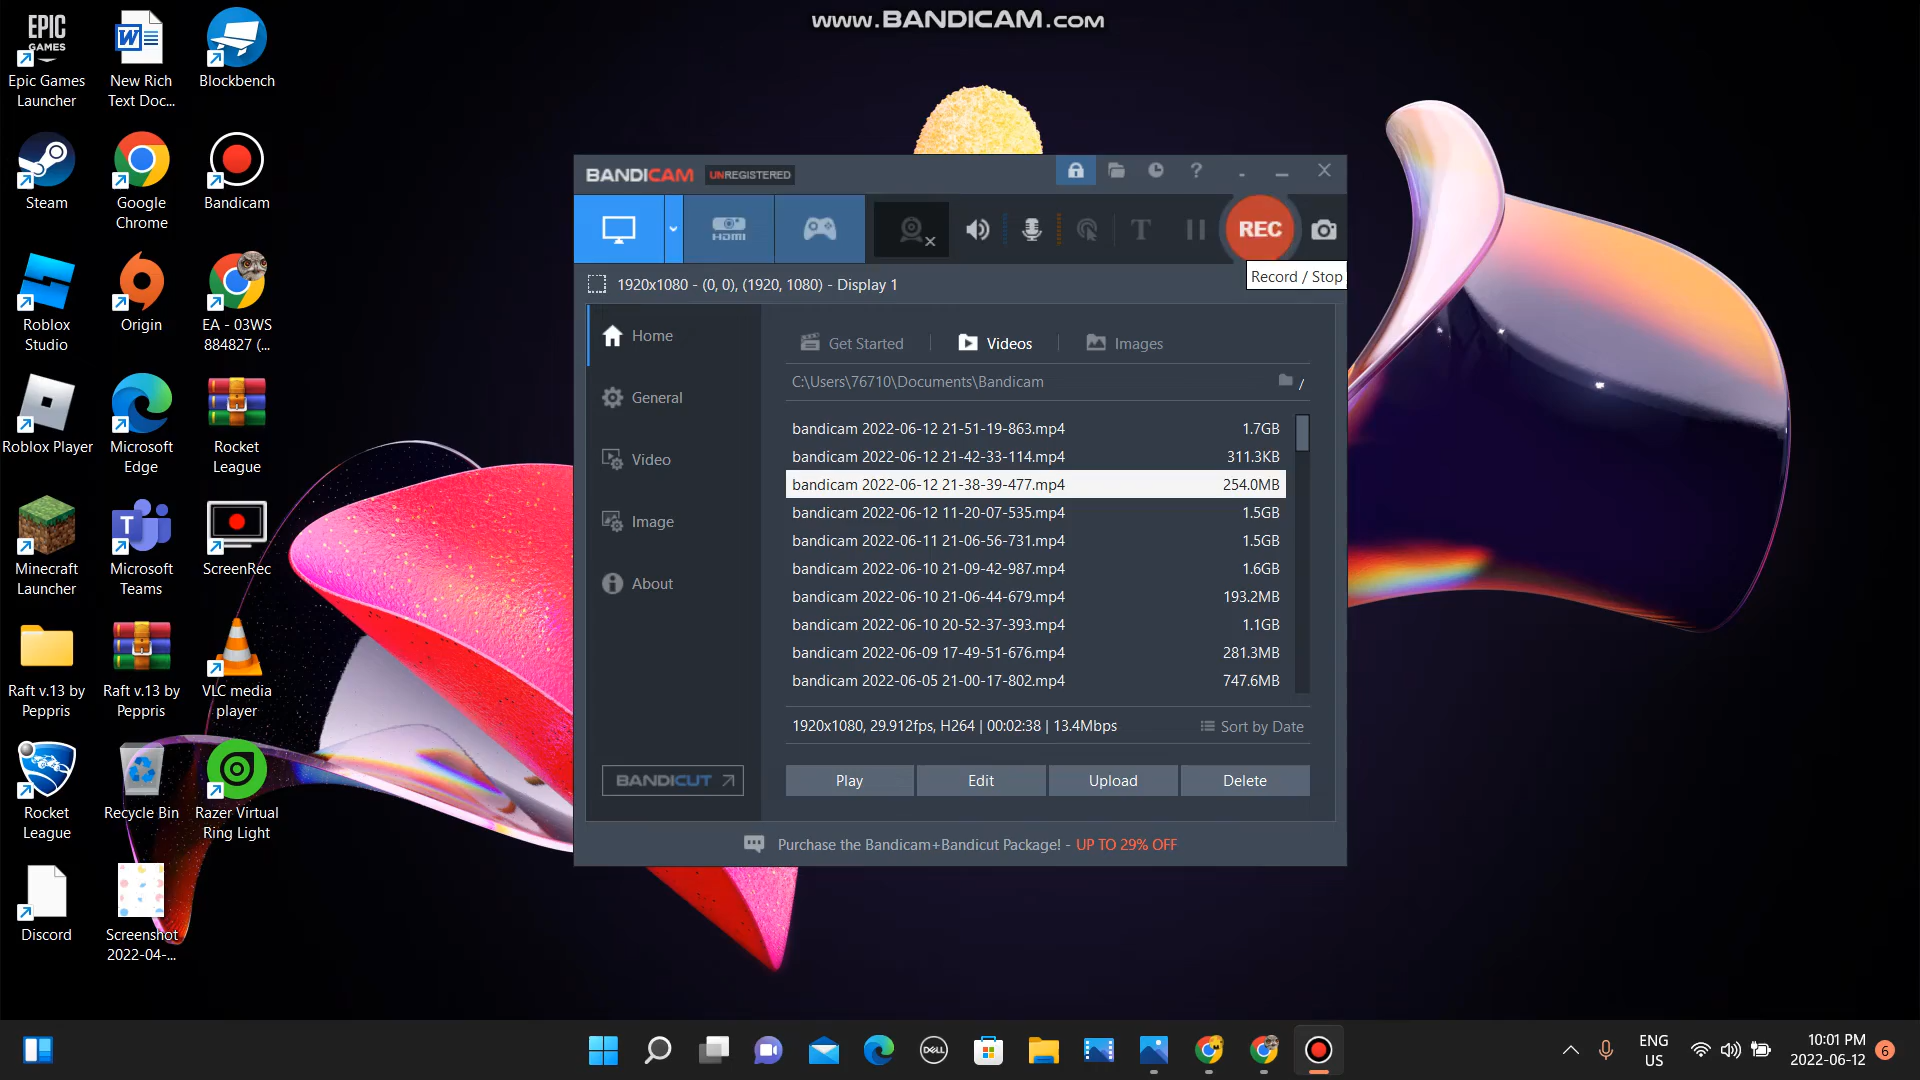 www.BANDICAM.com
EPIC
GAMES
Epic Games
Launcher
New Rich
Text Doc...
Blockbench
Steam
Google
Chrome
Bandicam
Roblox
Studio
Origin
EA - 03WS
884827 (...
Roblox Player
Microsoft
Edge
Rocket
League
Minecraft
Launcher
Microsoft
Teams
ScreenRec
Raft v.13 by
Peppris
Raft v.13 by
Peppris
VLC media
player
Rocket
League
Recycle Bin
Razer Virtual
Ring Light
Discord
Screenshot
2022-04-...
BANDICAM UNREGISTERED
HDMI
REC
Record / Stop
1920x1080 - (0, 0), (1920, 1080) - Display 1
Home
General
Video
Image
About
BANDICUT
Get Started
Videos
Images
C:\Users\76710\Documents\Bandicam
bandicam 2022-06-12 21-51-19-863.mp4 1.7GB
bandicam 2022-06-12 21-42-33-114.mp4 311.3KB
bandicam 2022-06-12 21-38-39-477.mp4 254.0MB
bandicam 2022-06-12 11-20-07-535.mp4 1.5GB
bandicam 2022-06-11 21-06-56-731.mp4 1.5GB
bandicam 2022-06-10 21-09-42-987.mp4 1.6GB
bandicam 2022-06-10 21-06-44-679.mp4 193.2MB
bandicam 2022-06-10 20-52-37-393.mp4 1.1GB
bandicam 2022-06-09 17-49-51-676.mp4 281.3MB
bandicam 2022-06-05 21-00-17-802.mp4 747.6MB
1920x1080, 29.912fps, H264 | 00:02:38 | 13.4Mbps
Sort by Date
Play
Edit
Upload
Delete
Purchase the Bandicam+Bandicut Package! - UP TO 29% OFF
DELL
ENG
US
10:01 PM
2022-06-12
6